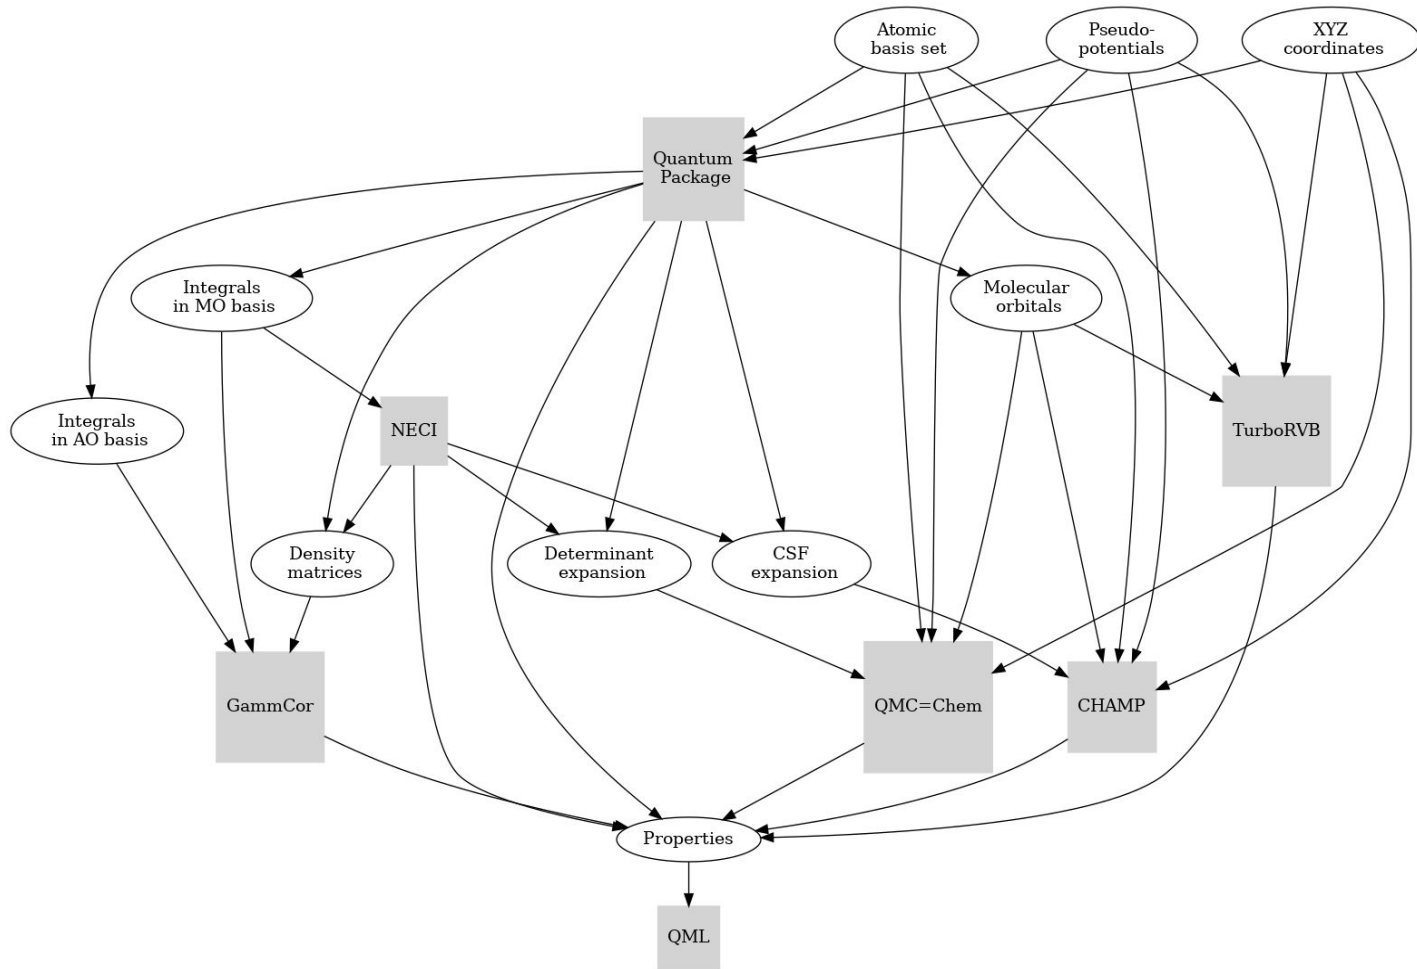 Atomic
basis set
Pseudo-
potentials
XYZ
coordinates
Quantum
Package
Integrals
in MO basis
Molecular
orbitals
Integrals
in AO basis
NECI
TurboRVB
Density
matrices
Determinant
expansion
CSF
expansion
GammCor
QMC=Chem
CHAMP
Properties
QML